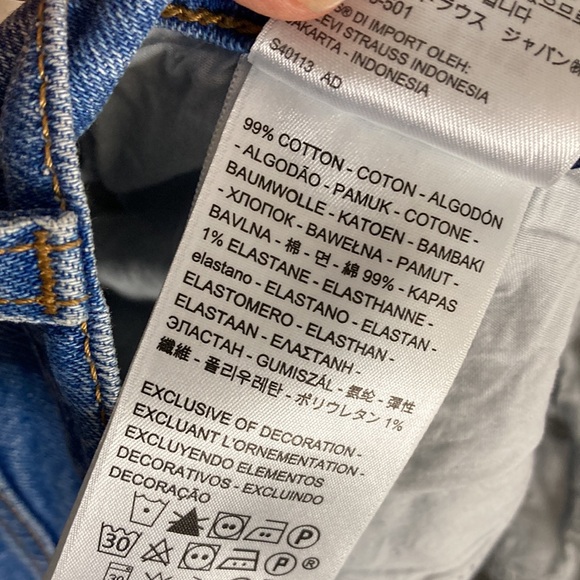 -501
® DI IMPORT OLEH:
LEVI STRAUSS INDONESIA
JAKARTA - INDONESIA
S40113 AD
99% COTTON - COTON - ALGODÓN
- ALGODÃO - PAMUK - COTONE -
BAUMWOLLE - KATOEN - BAMBAKI
- ХЛОПОК - BAWEŁNA - PAMUT -
BAVLNA - 棉 - 면 - 綿 99% - KAPAS
1% ELASTANE - ELASTHANNE -
elastano - ELASTANO - ELASTAN -
ELASTOMERO - ELASTHAN -
ELASTAAN - ΕΛΑΣΤΑΝΗ -
ЭЛАСТАН - GUMISZÁL - 氨纶 - 彈性
纖維 - 폴리우레탄 - ポリウレタン 1%
EXCLUSIVE OF DECORATION -
EXCLUANT L'ORNEMENTATION -
EXCLUYENDO ELEMENTOS
DECORATIVOS - EXCLUINDO
DECORAÇÃO
P
30 P ®
30